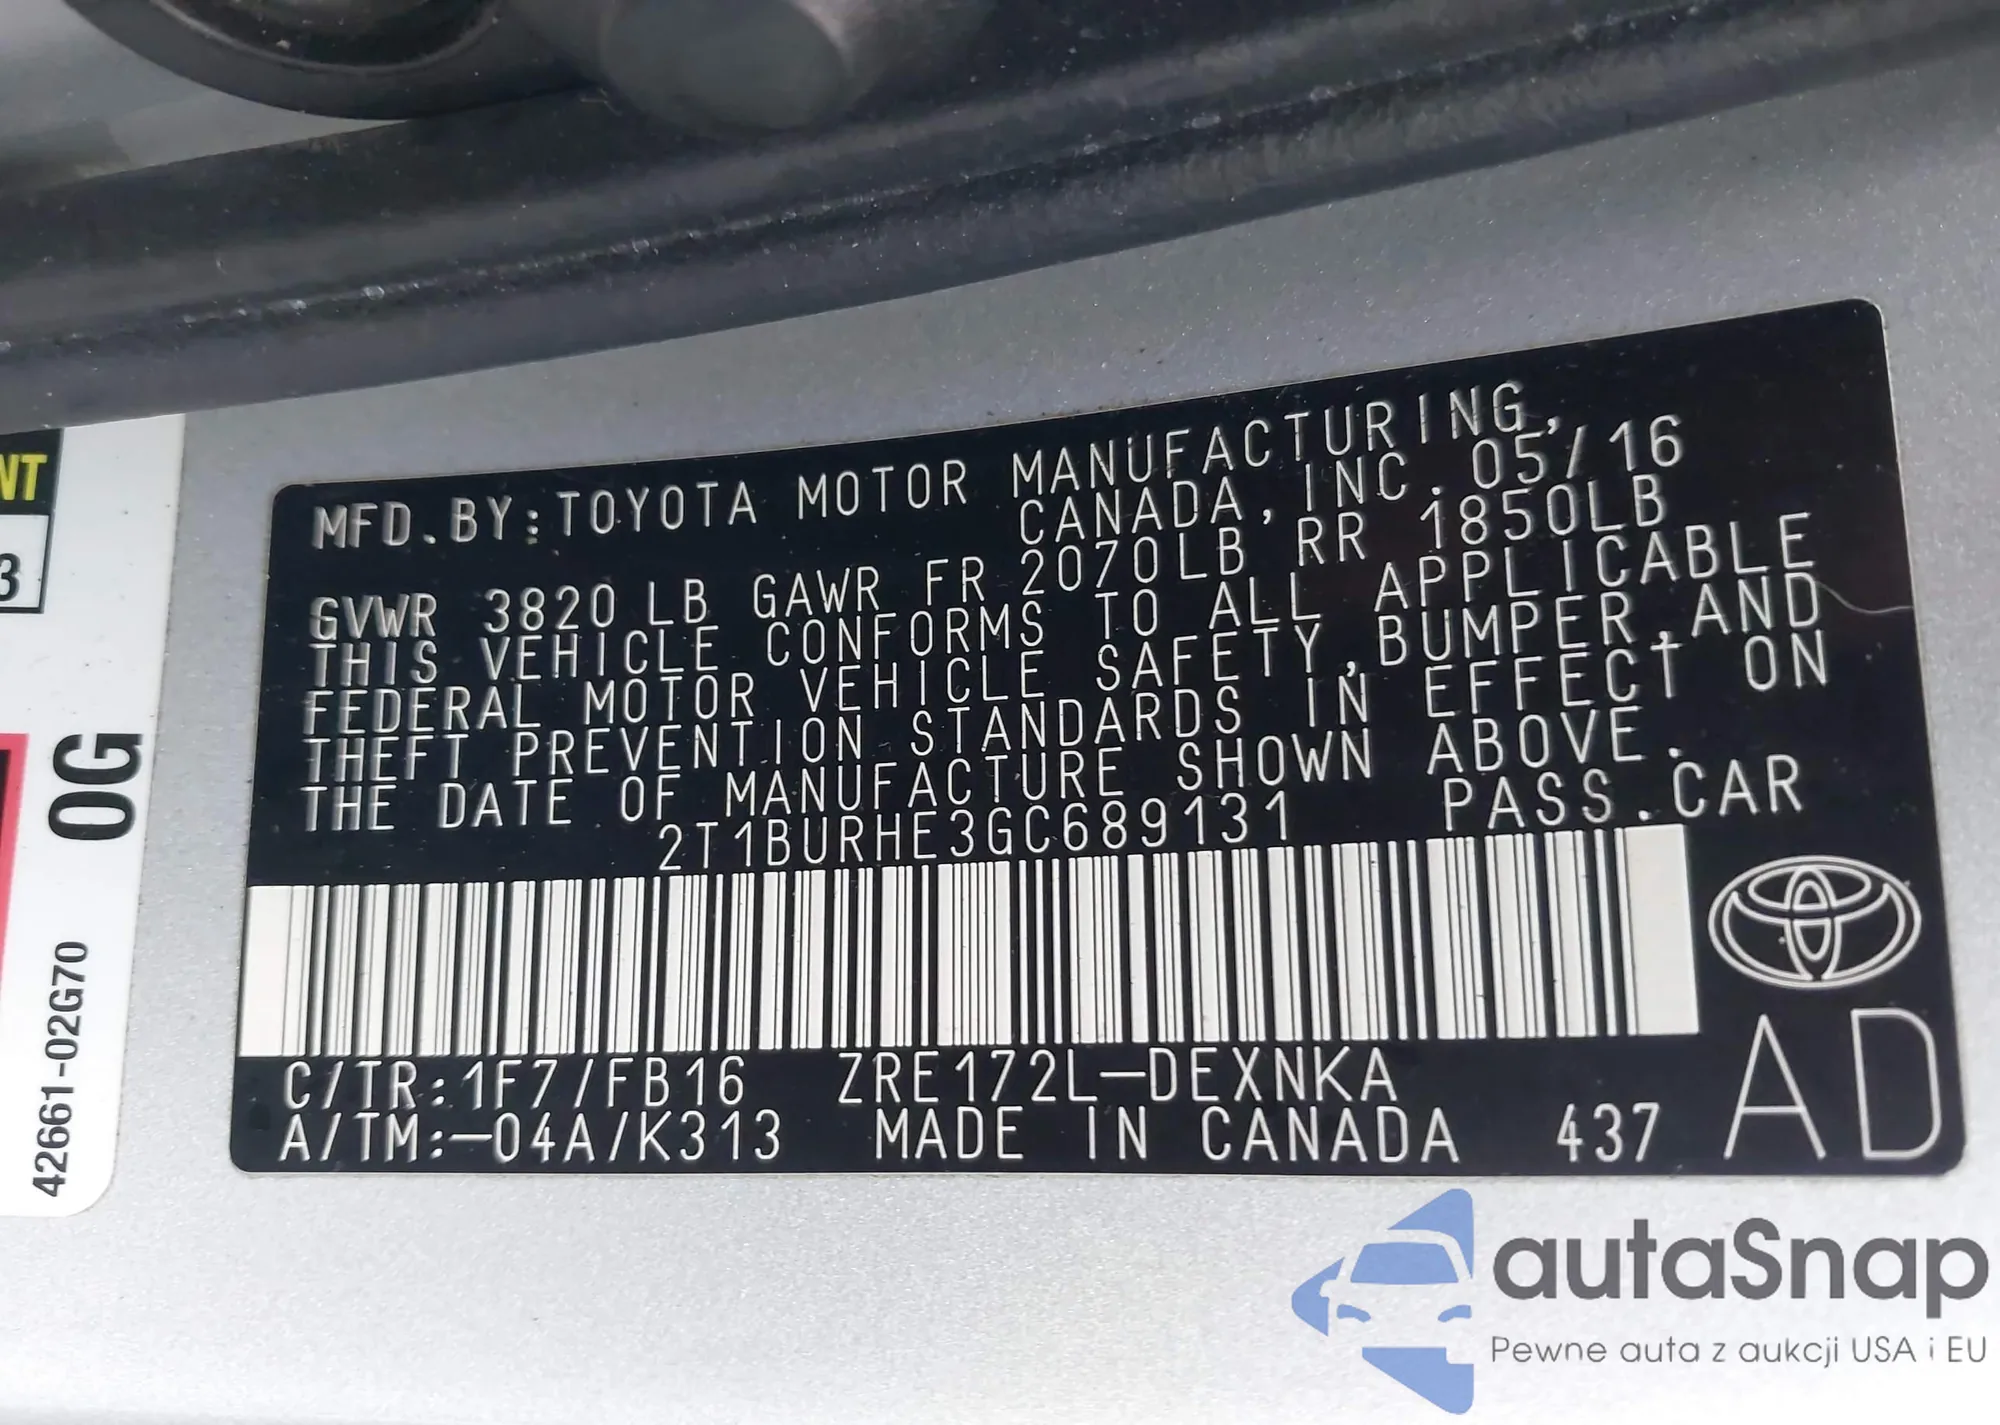 MFD. BY: TOYOTA MOTOR MANUFACTURING,
CANADA, INC. 05/16
GVWR 3820 LB GAWR FR 2070LB RR 1850LB
THIS VEHICLE CONFORMS TO ALL APPLICABLE
FEDERAL MOTOR VEHICLE SAFETY, BUMPER, AND
THEFT PREVENTION STANDARDS IN EFFECT ON
THE DATE OF MANUFACTURE SHOWN ABOVE.
2T1BURHE3GC689131 PASS. CAR
C/TR: 1F7/FB16 ZRE172L-DEXNKA
A/TM:-04A/K313 MADE IN CANADA 437 AD
NT
3
0G
42661-02G70
autaSnap
Pewne auta z aukcji USA i EU